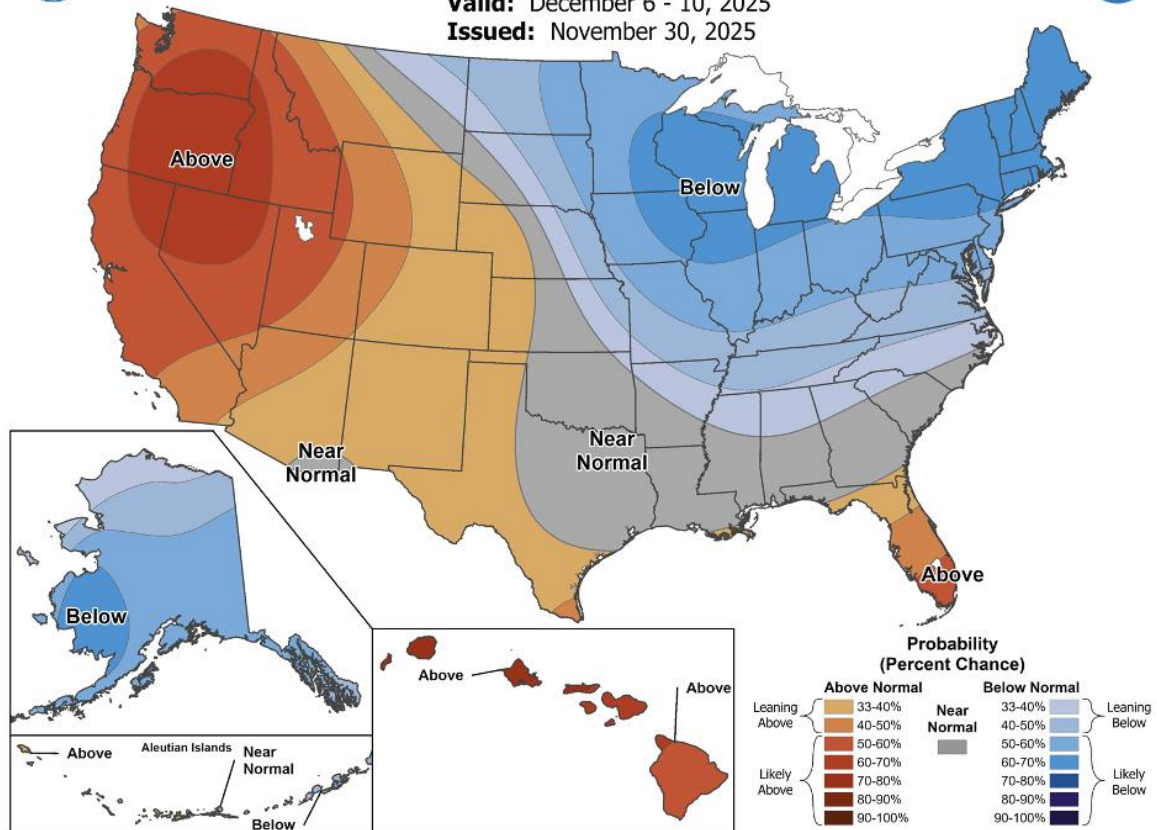 Valid: December 6 - 10, 2025
Issued: November 30, 2025
Above
Below
Near
Normal
Near
Normal
Above
Below
Above
Above
Above
Aleutian Islands
Near
Normal
Below
Probability
(Percent Chance)
Above Normal
Below Normal
Leaning
Above
33-40%
40-50%
Likely
Above
50-60%
60-70%
70-80%
80-90%
90-100%
Near
Normal
33-40%
40-50%
Leaning
Below
50-60%
60-70%
70-80%
80-90%
90-100%
Likely
Below